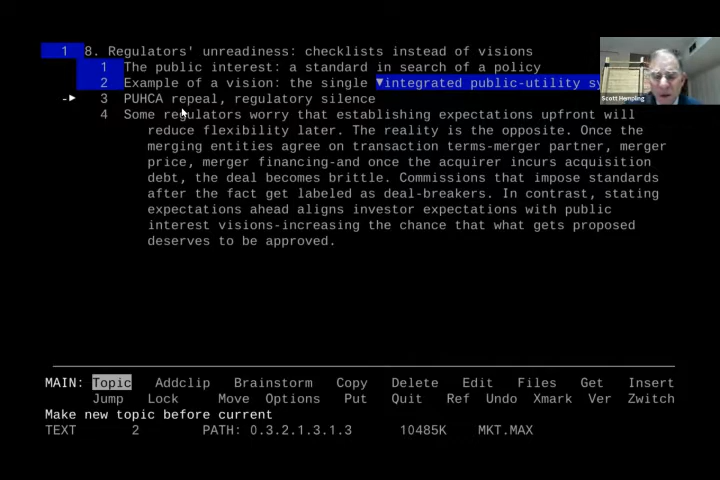 1 8. Regulators' unreadiness: checklists instead of visions
1 The public interest: a standard in search of a policy
2 Example of a vision: the single ▼integrated public-utility sy
3 PUHCA repeal, regulatory silence
4 Some regulators worry that establishing expectations upfront will
reduce flexibility later. The reality is the opposite. Once the
merging entities agree on transaction terms-merger partner, merger
price, merger financing-and once the acquirer incurs acquisition
debt, the deal becomes brittle. Commissions that impose standards
after the fact get labeled as deal-breakers. In contrast, stating
expectations ahead aligns investor expectations with public
interest visions-increasing the chance that what gets proposed
deserves to be approved.
Scott Hempling
MAIN: Topic Addclip Brainstorm Copy Delete Edit Files Get Insert
Jump Lock Move Options Put Quit Ref Undo Xmark Ver Zwitch
Make new topic before current
TEXT 2 PATH: 0.3.2.1.3.1.3 10485K MKT.MAX